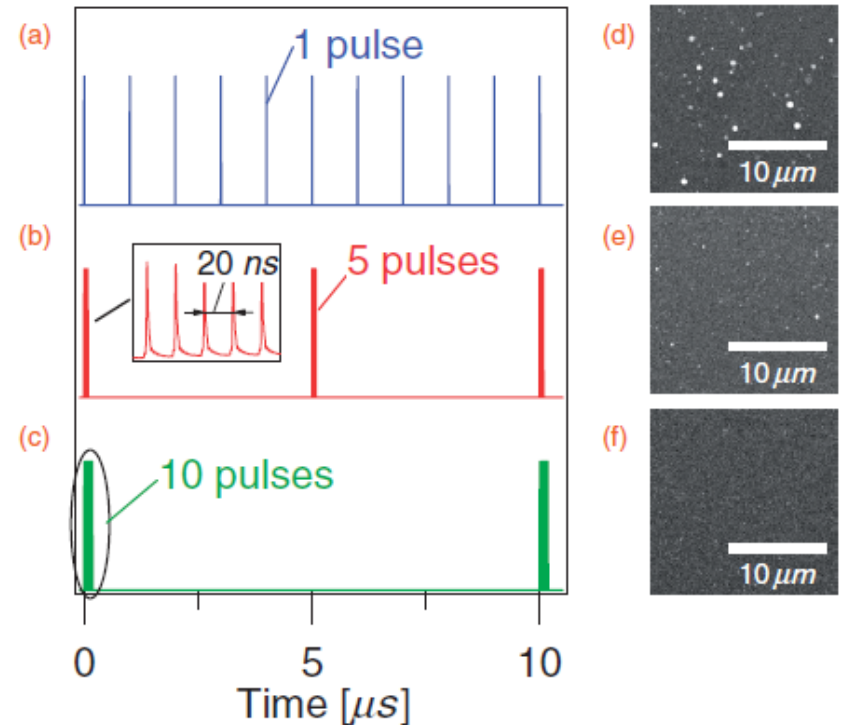 (a)
1 pulse
(d)
10 μm
(b)
20 ns
5 pulses
(e)
10 μm
(c)
10 pulses
(f)
10 μm
0
5
10
Time [μs]